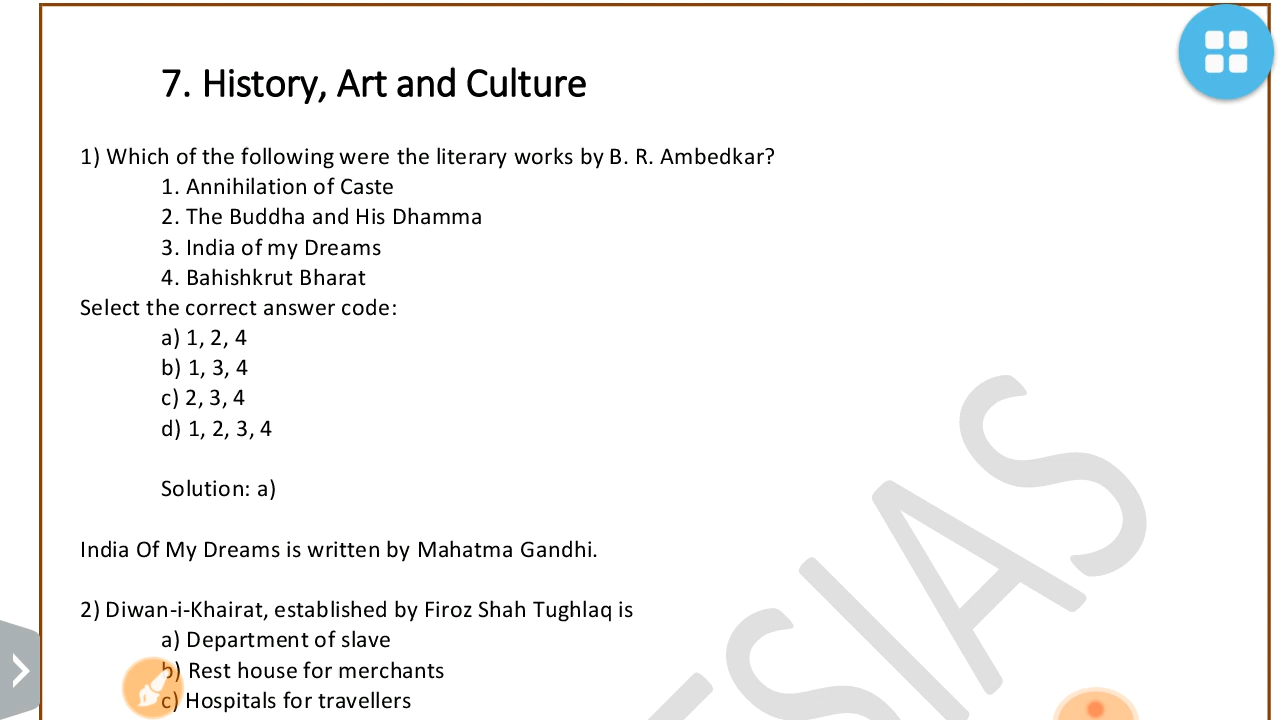 7. History, Art and Culture
1) Which of the following were the literary works by B. R. Ambedkar?
1. Annihilation of Caste
2. The Buddha and His Dhamma
3. India of my Dreams
4. Bahishkrut Bharat
Select the correct answer code:
a) 1, 2, 4
b) 1, 3, 4
c) 2, 3, 4
d) 1, 2, 3, 4
Solution: a)
India Of My Dreams is written by Mahatma Gandhi.
2) Diwan-i-Khairat, established by Firoz Shah Tughlaq is
a) Department of slave
b) Rest house for merchants
c) Hospitals for travellers
SIAS